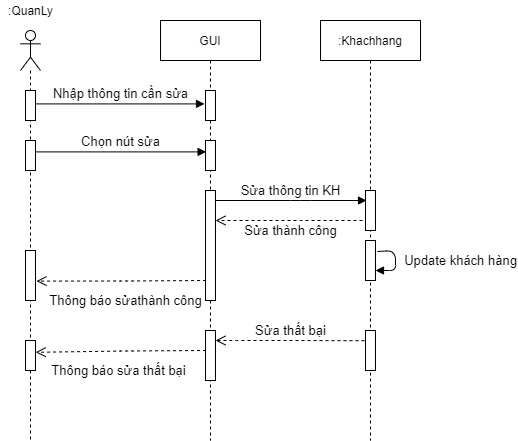 :QuanLy
GUI
:Khachhang
Nhập thông tin cần sửa
Chọn nút sửa
Sửa thông tin KH
Sửa thành công
Update khách hàng
Thông báo sửathành công
Sửa thất bại
Thông báo sửa thất bại